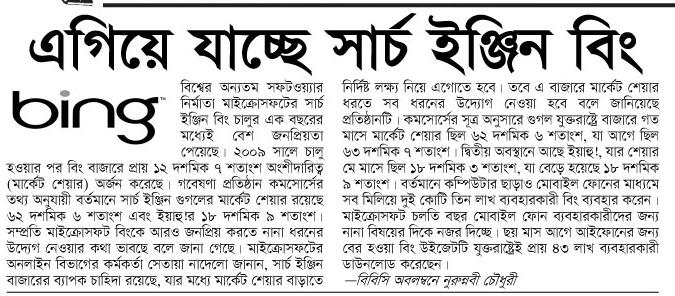 এগিয়ে যাচ্ছে সার্চ ইঞ্জিন বিং
bing™
বিশ্বের অন্যতম সফটওয়্যার
নির্মাতা মাইক্রোসফটের সার্চ
ইঞ্জিন বিং চালুর এক বছরের
মধ্যেই বেশ জনপ্রিয়তা
পেয়েছে। ২০০৯ সালে চালু
হওয়ার পর বিং বাজারে প্রায় ১২ দশমিক ৭ শতাংশ অংশীদারিত্ব
(মার্কেট শেয়ার) অর্জন করেছে। গবেষণা প্রতিষ্ঠান কমসোর্সের
তথ্য অনুযায়ী বর্তমানে সার্চ ইঞ্জিন গুগলের মার্কেট শেয়ার রয়েছে
৬২ দশমিক ৬ শতাংশ এবং ইয়াহু!র ১৮ দশমিক ৯ শতাংশ।
সম্প্রতি মাইক্রোসফট বিংকে আরও জনপ্রিয় করতে নানা ধরনের
উদ্যেগ নেওয়ার কথা ভাবছে বলে জানা গেছে। মাইক্রোসফটের
অনলাইন বিভাগের কর্মকর্তা সেতায়া নাদেলো জানান, সার্চ ইঞ্জিন
বাজারের ব্যাপক চাহিদা রয়েছে, যার মধ্যে মার্কেট শেয়ার বাড়াতে
নির্দিষ্ট লক্ষ্য নিয়ে এগোতে হবে। তবে এ বাজারে মার্কেট শেয়ার
ধরতে সব ধরনের উদ্যোগ নেওয়া হবে বলে জানিয়েছে
প্রতিষ্ঠানটি। কমসোর্সের সূত্র অনুসারে গুগল যুক্তরাষ্ট্রে বাজারে গত
মাসে মার্কেট শেয়ার ছিল ৬২ দশমিক ৬ শতাংশ, যা আগে ছিল
৬৩ দশমিক ৭ শতাংশ। দ্বিতীয় অবস্থানে আছে ইয়াহু!, যার শেয়ার
মে মাসে ছিল ১৮ দশমিক ৩ শতাংশ, যা বেড়ে হয়েছে ১৮ দশমিক
৯ শতাংশ। বর্তমানে কম্পিউটার ছাড়াও মোবাইল ফোনের মাধ্যমে
সব মিলিয়ে দুই কোটি তিন লাখ ব্যবহারকারী বিং ব্যবহার করেন।
মাইক্রোসফট চলতি বছর মোবাইল ফোন ব্যবহারকারীদের জন্য
নানা বিষয়ের দিকে নজর দিচ্ছে। ছয় মাস আগে আইফোনের জন্য
বের হওয়া বিং উইজেটটি যুক্তরাষ্ট্রেই প্রায় ৪৩ লাখ ব্যবহারকারী
ডাউনলোড করেছেন।
—বিবিসি অবলম্বনে নুরুন্নবী চৌধুরী